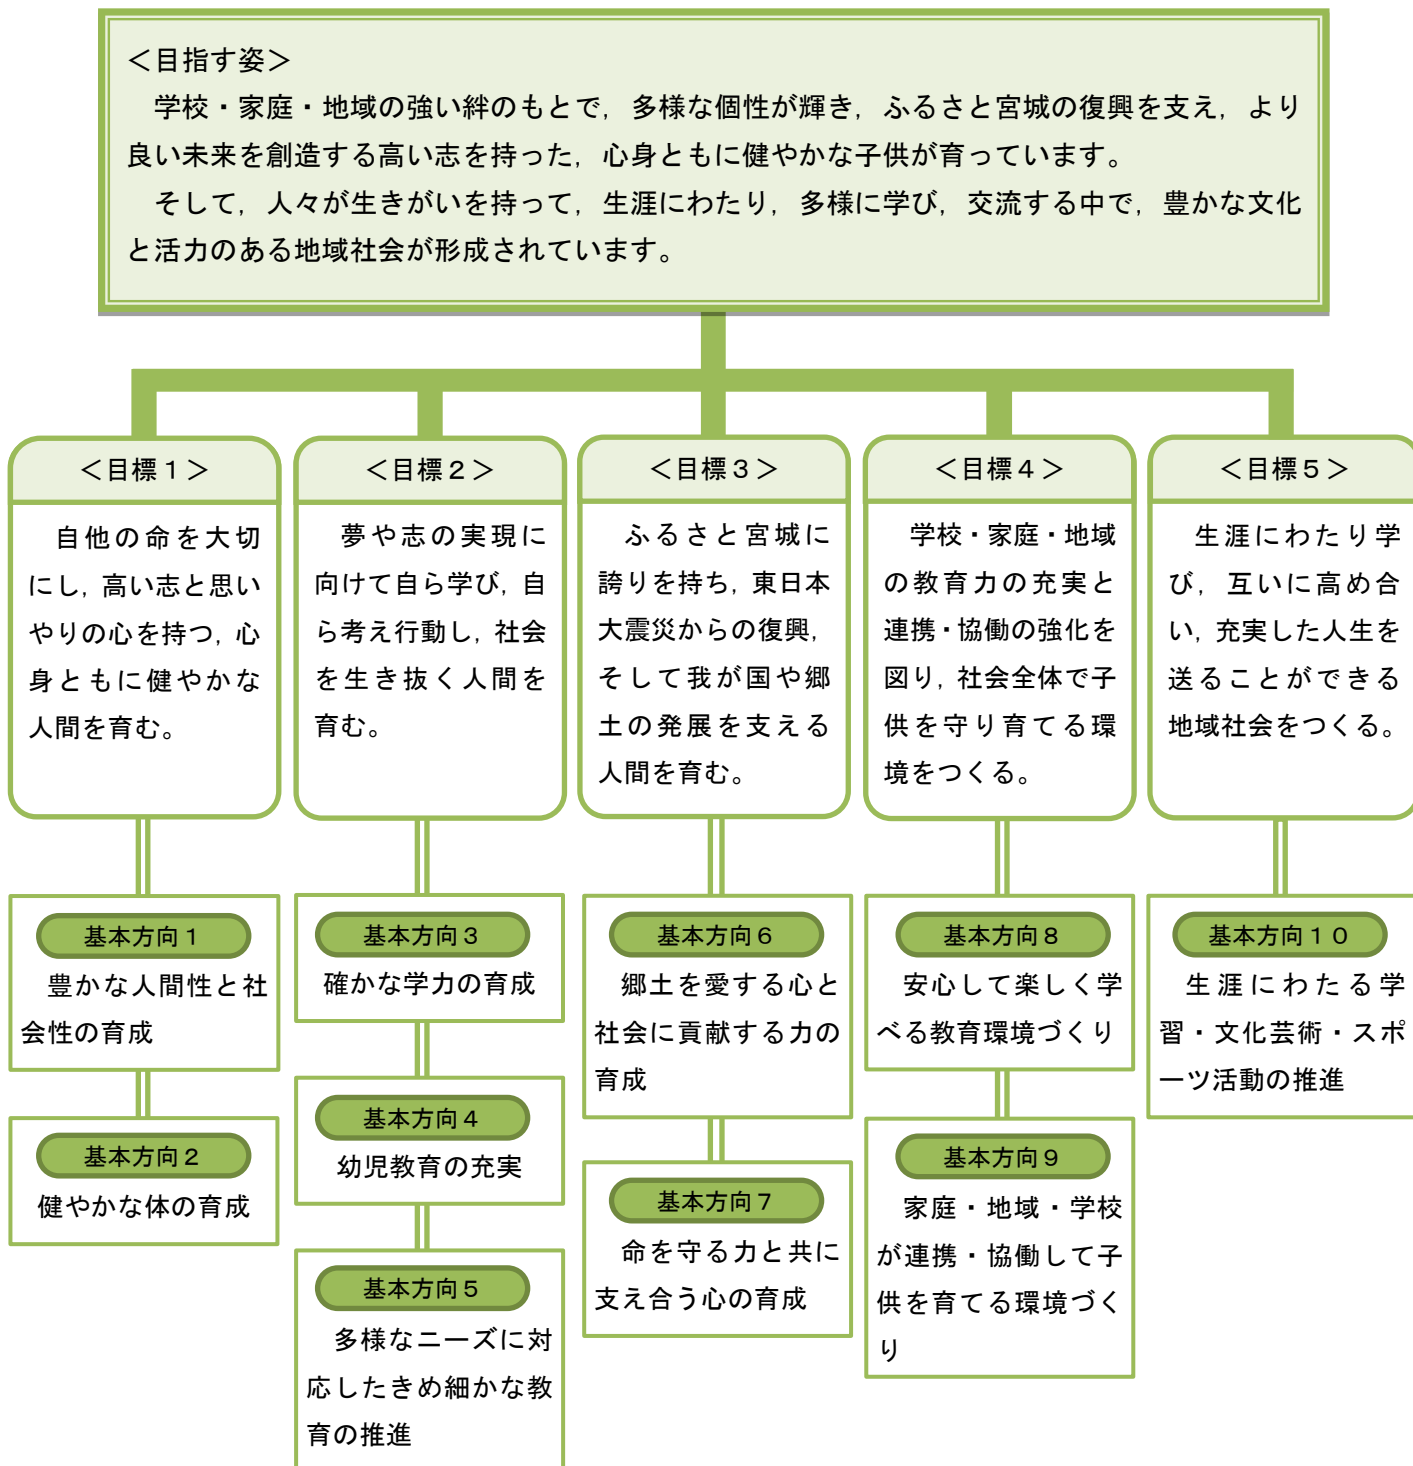 ＜目指す姿＞
学校・家庭・地域の強い絆のもとで，多様な個性が輝き，ふるさと宮城の復興を支え，より
良い未来を創造する高い志を持った，心身ともに健やかな子供が育っています。
そして，人々が生きがいを持って，生涯にわたり，多様に学び，交流する中で，豊かな文化
と活力のある地域社会が形成されています。
＜目標１＞
自他の命を大切
にし，高い志と思い
やりの心を持つ，心
身ともに健やかな
人間を育む。
＜目標２＞
夢や志の実現に
向けて自ら学び，自
ら考え行動し，社会
を生き抜く人間を
育む。
＜目標３＞
ふるさと宮城に
誇りを持ち，東日本
大震災からの復興，
そして我が国や郷
土の発展を支える
人間を育む。
＜目標４＞
学校・家庭・地域
の教育力の充実と
連携・協働の強化を
図り，社会全体で子
供を守り育てる環
境をつくる。
＜目標５＞
生涯にわたり学
び，互いに高め合
い，充実した人生を
送ることができる
地域社会をつくる。
基本方向１
豊かな人間性と社
会性の育成
基本方向２
健やかな体の育成
基本方向３
確かな学力の育成
基本方向４
幼児教育の充実
基本方向５
多様なニーズに対
応したきめ細かな教
育の推進
基本方向６
郷土を愛する心と
社会に貢献する力の
育成
基本方向７
命を守る力と共に
支え合う心の育成
基本方向８
安心して楽しく学
べる教育環境づくり
基本方向９
家庭・地域・学校
が連携・協働して子
供を育てる環境づく
り
基本方向１０
生涯にわたる学
習・文化芸術・スポ
ーツ活動の推進